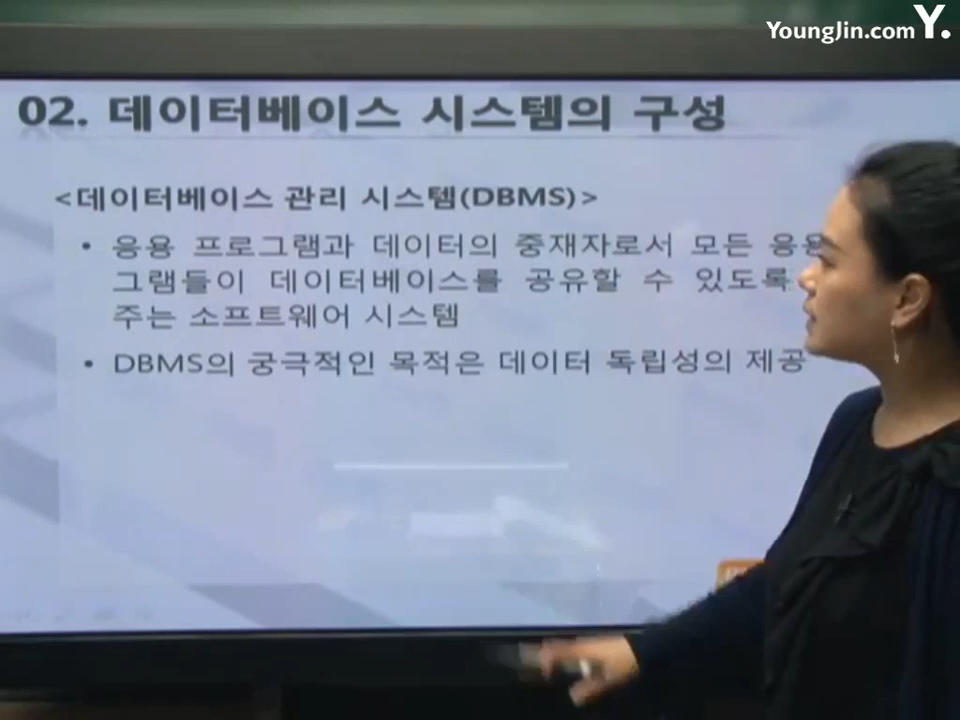 YoungJin.com Y.
02. 데이터베이스 시스템의 구성
<데이터베이스 관리 시스템(DBMS)>
• 응용 프로그램과 데이터의 중재자로서 모든
그램들이 데이터베이스를 공유할 수 있도록
주는 소프트웨어 시스템
• DBMS의 궁극적인 목적은 데이터 독립성의 제공